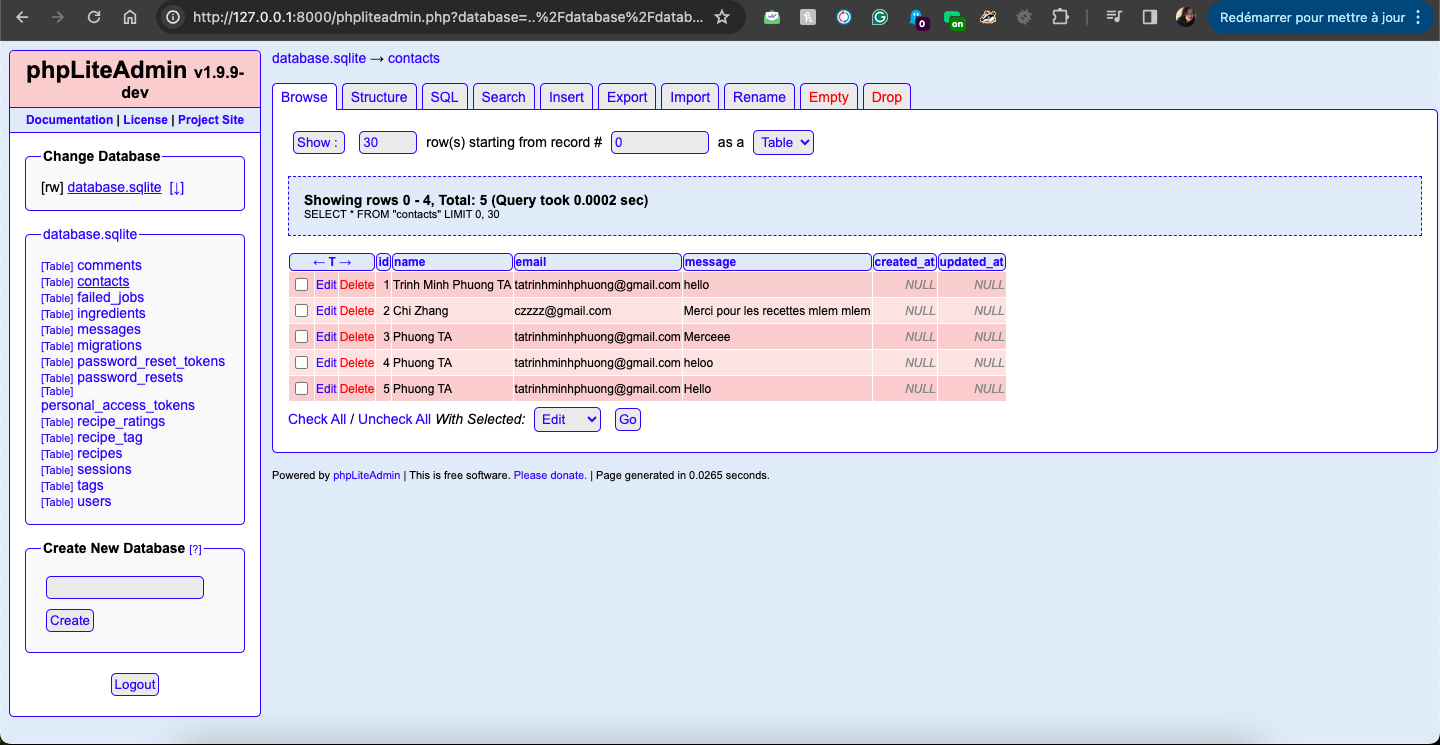 http://127.0.0.1:8000/phpliteadmin.php?database=..%2Fdatabase%2Fdatab...
0
on
Redémarrer pour mettre à jour
phpLiteAdmin v1.9.9-
dev
Documentation | License | Project Site
Change Database
[rw] database.sqlite [↓]
database.sqlite
[Table] comments
[Table] contacts
[Table] failed_jobs
[Table] ingredients
[Table] messages
[Table] migrations
[Table] password_reset_tokens
[Table] password_resets
[Table]
personal_access_tokens
[Table] recipe_ratings
[Table] recipe_tag
[Table] recipes
[Table] sessions
[Table] tags
[Table] users
Create New Database [?]
Create
Logout
database.sqlite → contacts
Browse Structure SQL Search Insert Export Import Rename Empty Drop
Show : 30 row(s) starting from record # 0 as a Table
Showing rows 0 - 4, Total: 5 (Query took 0.0002 sec)
SELECT * FROM "contacts" LIMIT 0, 30
← T → id name email message created_at updated_at
Edit Delete 1 Trinh Minh Phuong TA tatrinhminhphuong@gmail.com hello NULL NULL
Edit Delete 2 Chi Zhang czzzz@gmail.com Merci pour les recettes mlem mlem NULL NULL
Edit Delete 3 Phuong TA tatrinhminhphuong@gmail.com Merceee NULL NULL
Edit Delete 4 Phuong TA tatrinhminhphuong@gmail.com heloo NULL NULL
Edit Delete 5 Phuong TA tatrinhminhphuong@gmail.com Hello NULL NULL
Check All / Uncheck All With Selected: Edit Go
Powered by phpLiteAdmin | This is free software. Please donate. | Page generated in 0.0265 seconds.